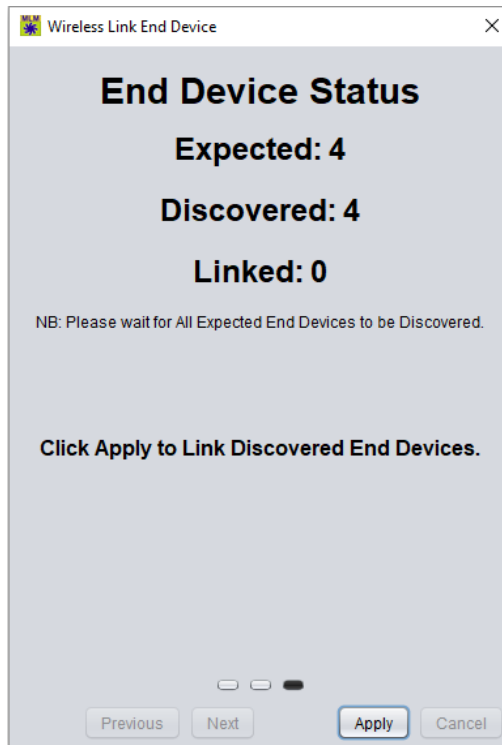 MLM
Wireless Link End Device
End Device Status
Expected: 4
Discovered: 4
Linked: 0
NB: Please wait for All Expected End Devices to be Discovered.
Click Apply to Link Discovered End Devices.
Previous Next Apply Cancel